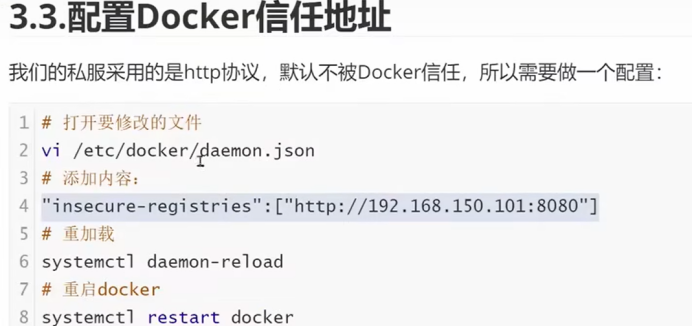 3.3.配置Docker信任地址
我们的私服采用的是http协议，默认不被Docker信任，所以需要做一个配置：
1 # 打开要修改的文件
2 vi /etc/docker/daemon.json
3 # 添加内容：
4 "insecure-registries":["http://192.168.150.101:8080"]
5 # 重加载
6 systemctl daemon-reload
7 # 重启docker
8 systemctl restart docker